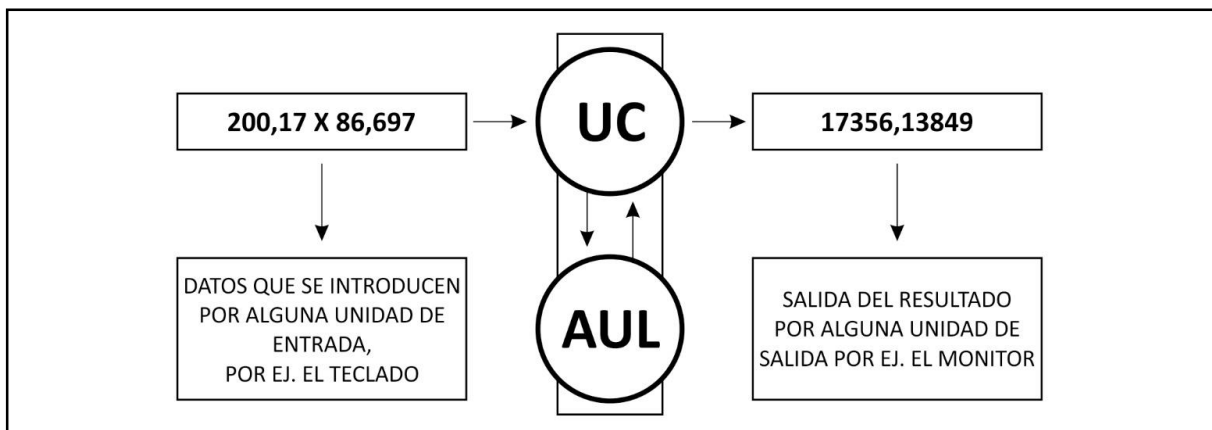 200,17 X 86,697
UC
17356,13849
DATOS QUE SE INTRODUCEN
POR ALGUNA UNIDAD DE
ENTRADA,
POR EJ. EL TECLADO
AUL
SALIDA DEL RESULTADO
POR ALGUNA UNIDAD DE
SALIDA POR EJ. EL MONITOR